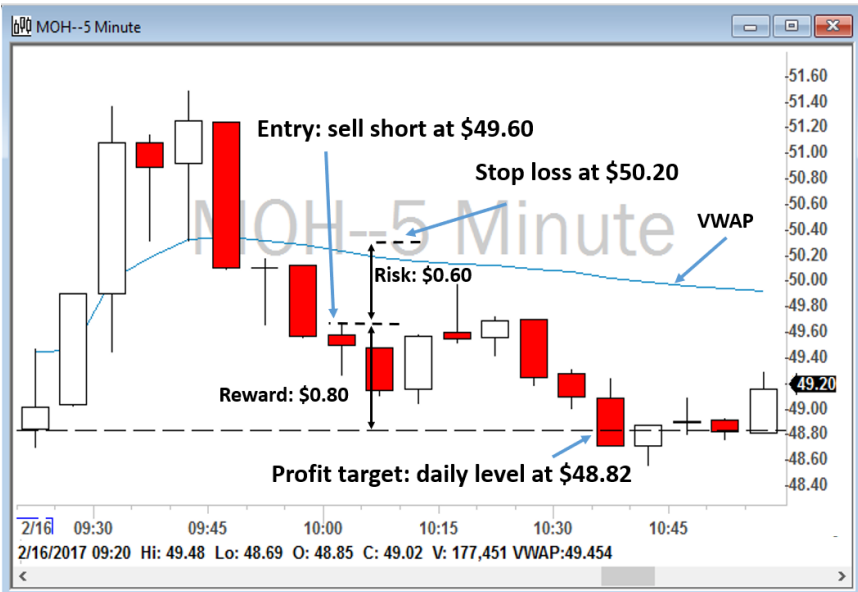 MOH--5 Minute
MOH--5 Minute
Entry: sell short at $49.60
Stop loss at $50.20
VWAP
Risk: $0.60
Reward: $0.80
Profit target: daily level at $48.82
51.60
51.40
51.20
51.00
50.80
50.60
50.40
50.20
50.00
49.80
49.60
49.40
49.20
49.00
48.80
48.60
48.40
2/16 09:30 09:45 10:00 10:15 10:30 10:45
2/16/2017 09:20 Hi: 49.48 Lo: 48.69 O: 48.85 C: 49.02 V: 177,451 VWAP:49.454